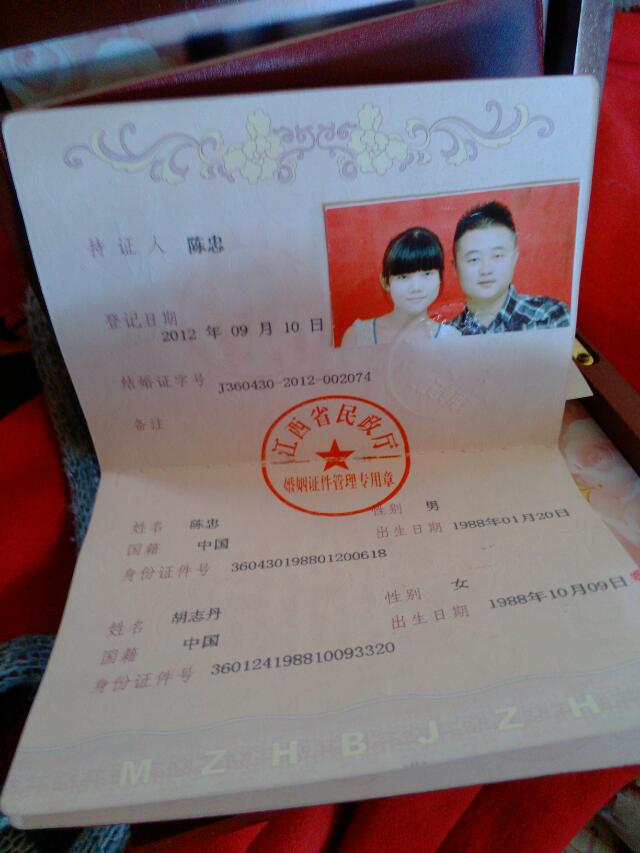 持证人 陈忠
登记日期
2012 年 09 月 10 日
结婚证字号 J360430-2012-002074
备注
江西省民政厅
婚姻证件管理专用章
姓名 陈忠 性别 男
国籍 中国 出生日期 1988年01月20日
身份证件号 360430198801200618
姓名 胡志丹 性别 女
国籍 中国 出生日期 1988年10月09日
身份证件号 360124198810093320
MZHBJZH